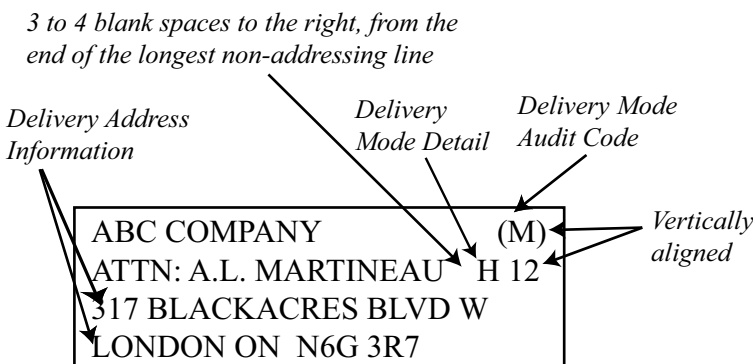 3 to 4 blank spaces to the right, from the
end of the longest non-addressing line
Delivery Address
Information
Delivery
Mode Detail
Delivery Mode
Audit Code
Vertically
aligned
ABC COMPANY (M)
ATTN: A.L. MARTINEAU H 12
317 BLACKACRES BLVD W
LONDON ON N6G 3R7